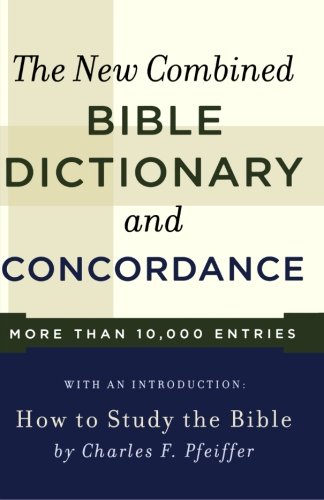 The New Combined
BIBLE
DICTIONARY
and
CONCORDANCE
MORE THAN 10,000 ENTRIES
WITH AN INTRODUCTION:
How to Study the Bible
by Charles F. Pfeiffer